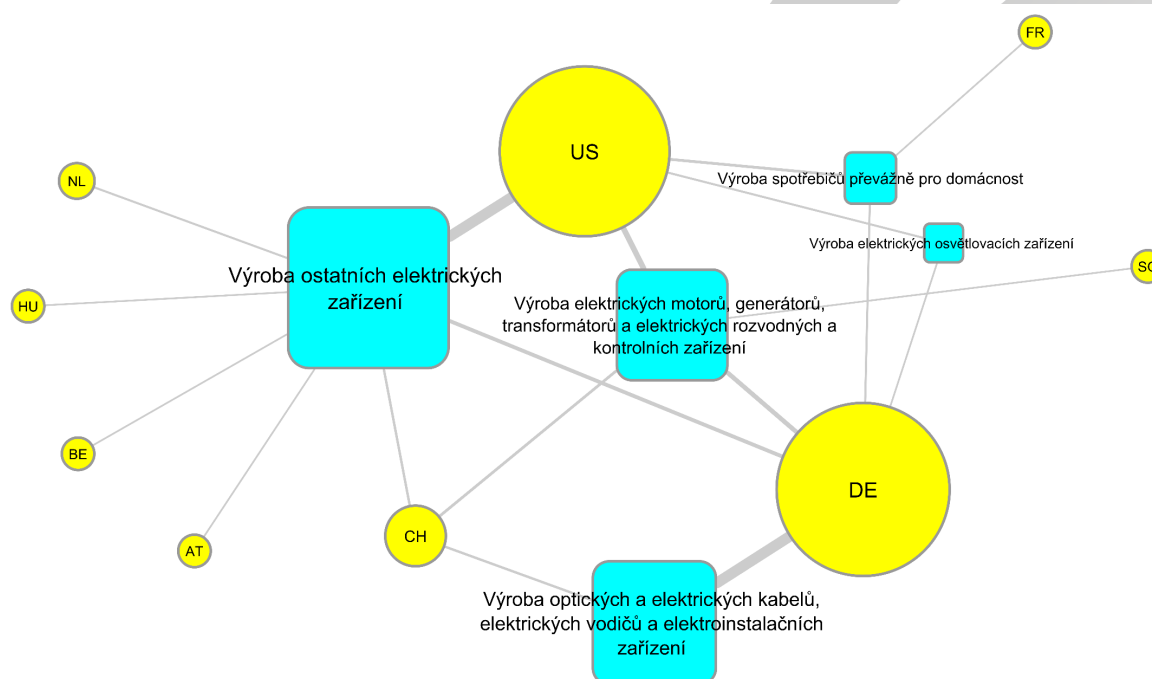 FR
US
NL
Výroba spotřebičů převážně pro domácnost
Výroba elektrických osvětlovacích zařízení
Výroba ostatních elektrických
zařízení
HU
Výroba elektrických motorů, generátorů,
transformátorů a elektrických rozvodných a
kontrolních zařízení
BE
DE
AT
CH
Výroba optických a elektrických kabelů,
elektrických vodičů a elektroinstalačních
zařízení